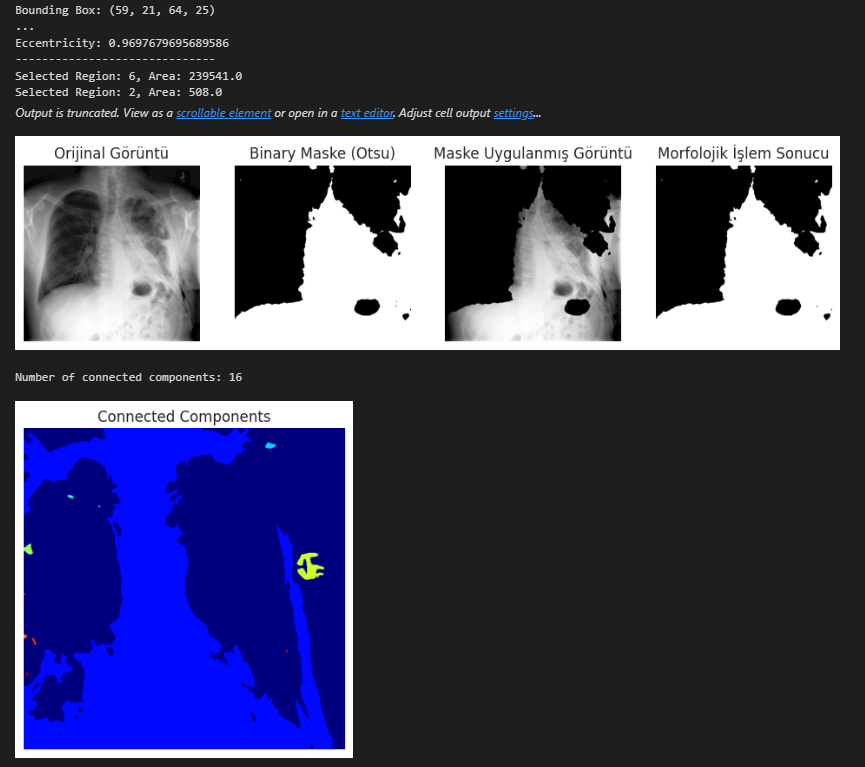 Bounding Box: (59, 21, 64, 25)
...
Eccentricity: 0.9697679695689586
------------------------------
Selected Region: 6, Area: 239541.0
Selected Region: 2, Area: 508.0
Output is truncated. View as a scrollable element or open in a text editor. Adjust cell output settings...
Orijinal Görüntü
Binary Maske (Otsu)
Maske Uygulanmış Görüntü
Morfolojik İşlem Sonucu
Number of connected components: 16
Connected Components